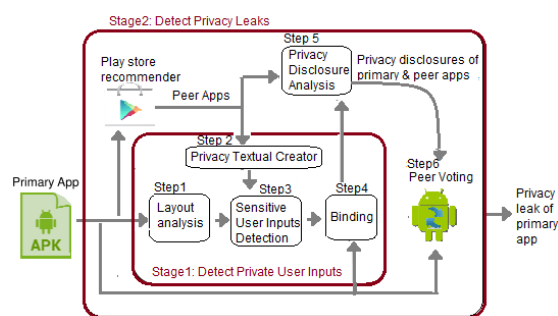 Stage2: Detect Privacy Leaks
Play store
recommender
Peer Apps
Step 5
Privacy
Disclosure
Analysis
Privacy disclosures of
primary & peer apps
Step 2
Privacy Textual Creator
Primary App
APK
Step1
Layout
analysis
Step3
Sensitive
User Inputs
Detection
Step4
Binding
Step6
Peer Voting
Privacy
leak of
primary
app
Stage1: Detect Private User Inputs